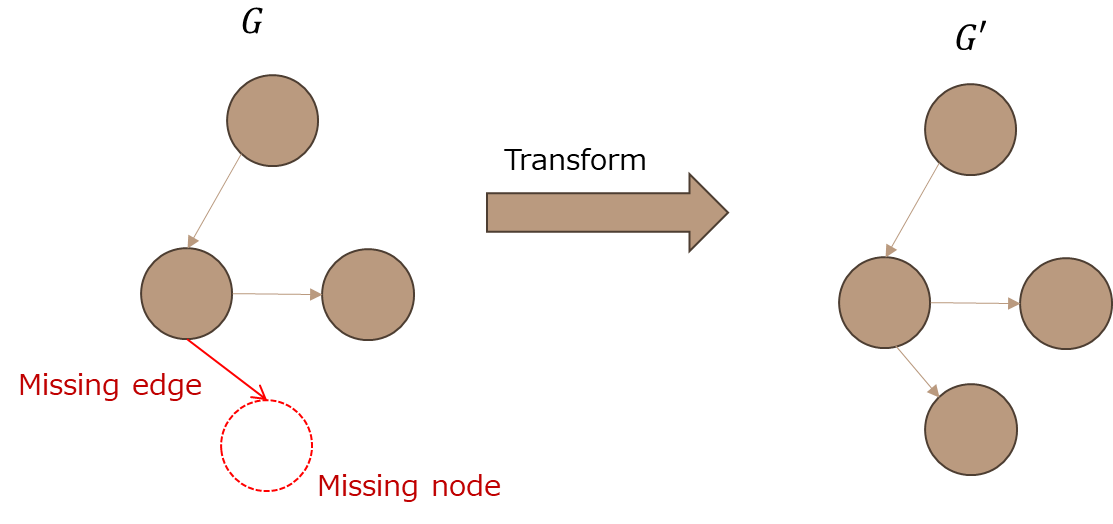 G
G′
Transform
Missing edge
Missing node